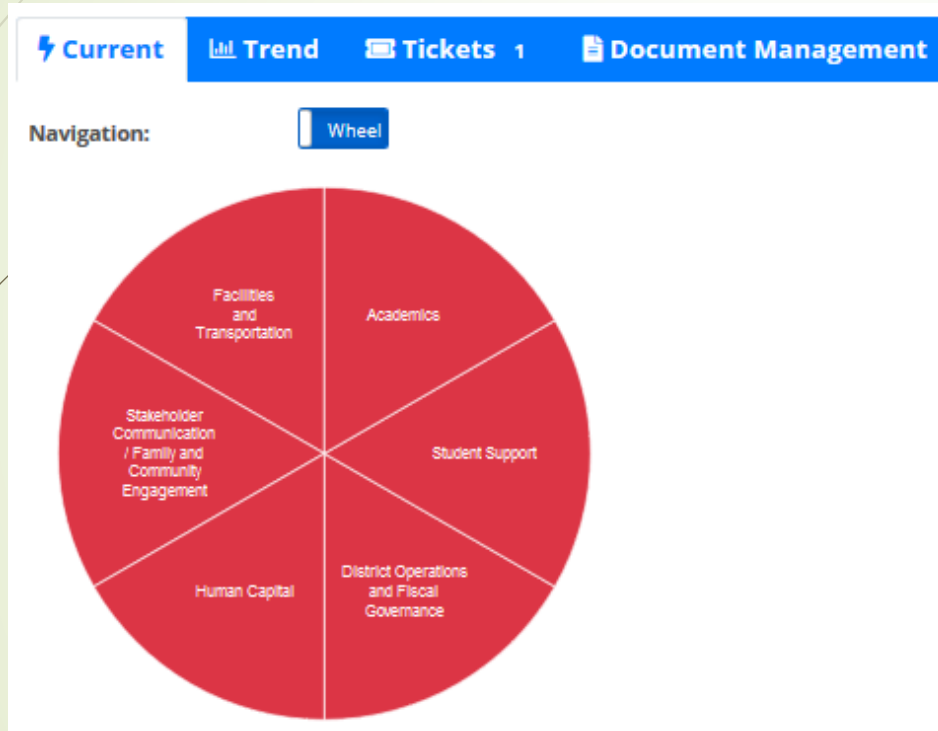 Current Trend Tickets 1 Document Management
Navigation: Wheel
Facilities
and
Transportation
Academics
Stakeholder
Communication
/ Family and
Community
Engagement
Student Support
Human Capital
District Operations
and Fiscal
Governance